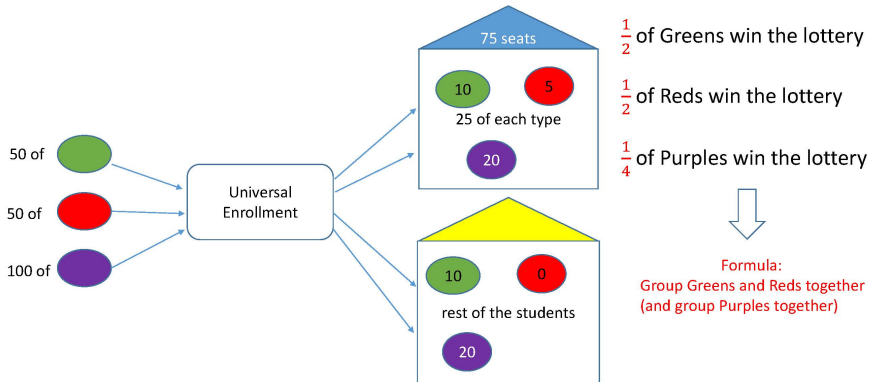 50 of
50 of
100 of
Universal
Enrollment
75 seats
10
5
25 of each type
20
10
0
rest of the students
20
1/2 of Greens win the lottery
1/2 of Reds win the lottery
1/4 of Purples win the lottery
Formula:
Group Greens and Reds together
(and group Purples together)